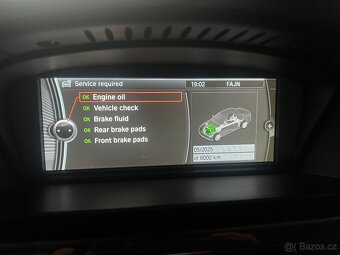 Service required
19:02
FAJN
OK Engine oil
OK Vehicle check
OK Brake fluid
OK Rear brake pads
OK Front brake pads
05/2025
6000 km
Bazoš.cz